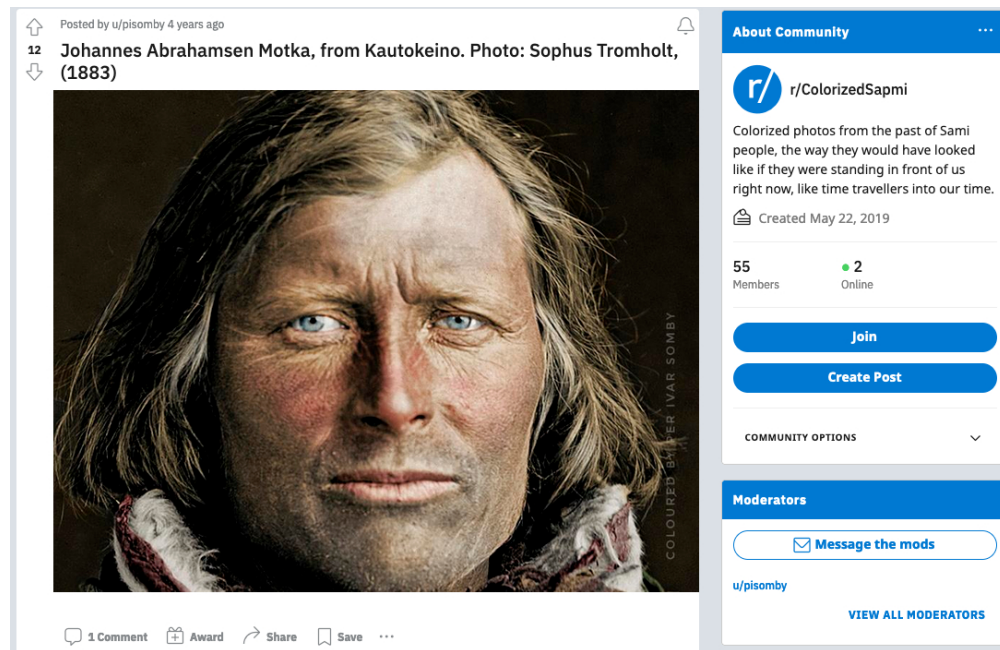 Posted by u/pisomby 4 years ago
12
Johannes Abrahamsen Motka, from Kautokeino. Photo: Sophus Tromholt,
(1883)
COLOURED BY PER IVAR SOMBY
1 Comment Award Share Save ...
About Community ...
r/ r/ColorizedSapmi
Colorized photos from the past of Sami
people, the way they would have looked
like if they were standing in front of us
right now, like time travellers into our time.
Created May 22, 2019
55 2
Members Online
Join
Create Post
COMMUNITY OPTIONS
Moderators
Message the mods
u/pisomby
VIEW ALL MODERATORS